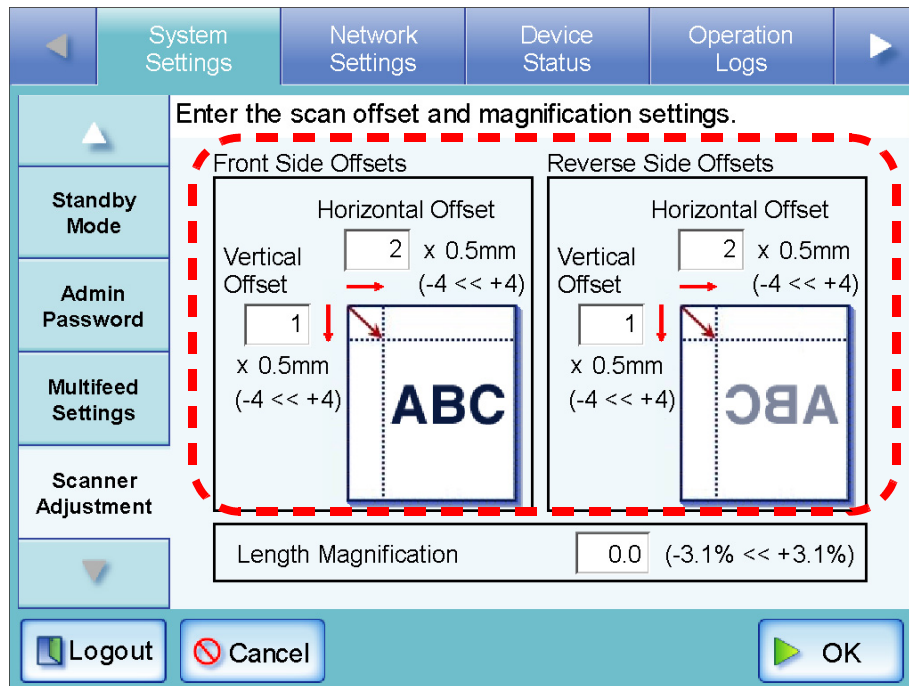 System Settings
Network Settings
Device Status
Operation Logs
Enter the scan offset and magnification settings.
Standby Mode
Admin Password
Multifeed Settings
Scanner Adjustment
Front Side Offsets
Horizontal Offset
2 x 0.5mm
(-4 << +4)
Vertical Offset
1
x 0.5mm
(-4 << +4)
ABC
Reverse Side Offsets
Horizontal Offset
2 x 0.5mm
(-4 << +4)
Vertical Offset
1
x 0.5mm
(-4 << +4)
ABC
Length Magnification 0.0 (-3.1% << +3.1%)
Logout
Cancel
OK